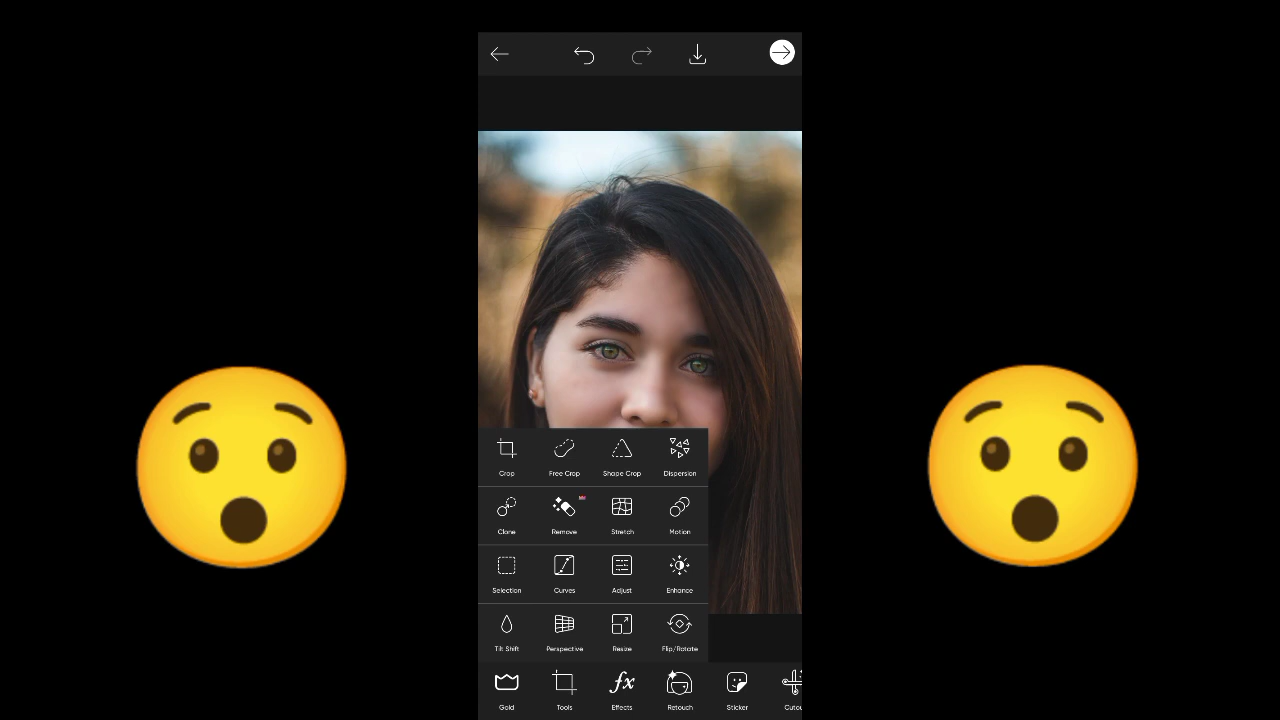 Crop Free Crop Shape Crop Dispersion
Clone Remove Stretch Motion
Selection Curves Adjust Enhance
Tilt Shift Perspective Resize Flip/Rotate
Gold Tools Effects Retouch Sticker Cutou